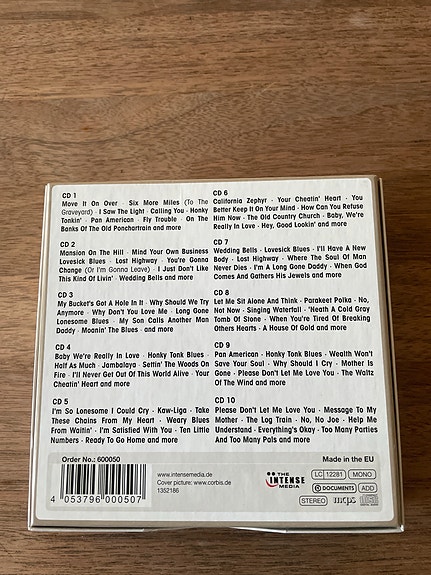 CD 1
Move It On Over · Six More Miles (To The
Graveyard) · I Saw The Light · Calling You · Honky
Tonkin' · Pan American · Fly Trouble · On The
Banks Of The Old Ponchartrain and more
CD 2
Mansion On The Hill · Mind Your Own Business
Lovesick Blues · Lost Highway · You're Gonna
Change (Or I'm Gonna Leave) · I Just Don't Like
This Kind Of Livin' · Wedding Bells and more
CD 3
My Bucket's Got A Hole In It · Why Should We Try
Anymore · Why Don't You Love Me · Long Gone
Lonesome Blues · My Son Calls Another Man
Daddy · Moanin' The Blues · and more
CD 4
Baby We're Really In Love · Honky Tonk Blues ·
Half As Much · Jambalaya · Settin' The Woods On
Fire · I'll Never Get Out Of This World Alive · Your
Cheatin' Heart and more
CD 5
I'm So Lonesome I Could Cry · Kaw-Liga · Take
These Chains From My Heart · Weary Blues
From Waitin' · I'm Satisfied With You · Ten Little
Numbers · Ready To Go Home and more
CD 6
California Zephyr · Your Cheatin' Heart · You
Better Keep It On Your Mind · How Can You Refuse
Him Now · The Old Country Church · Baby, We're
Really In Love · Hey, Good Lookin' and more
CD 7
Wedding Bells · Lovesick Blues · I'll Have A New
Body · Lost Highway · Where The Soul Of Man
Never Dies · I'm A Long Gone Daddy · When God
Comes And Gathers His Jewels and more
CD 8
Let Me Sit Alone And Think · Parakeet Polka · No,
Not Now · Singing Waterfall · 'Heath A Cold Gray
Tomb Of Stone · When You're Tired Of Breaking
Others Hearts · A House Of Gold and more
CD 9
Pan American · Honky Tonk Blues · Wealth Won't
Save Your Soul · Why Should I Cry · Mother Is
Gone · Please Don't Let Me Love You · The Waltz
Of The Wind and more
CD 10
Please Don't Let Me Love You · Message To My
Mother · The Log Train · No, No Joe · Help Me
Understand · Everything's Okay · Too Many Parties
And Too Many Pals and more
Order No.: 600050
Made in the EU
4 053796 000507
www.intensemedia.de
Cover picture: www.corbis.de
1352186
THE
INTENSE
MEDIA
LC 12281 MONO
DOCUMENTS ADD
STEREO mcps